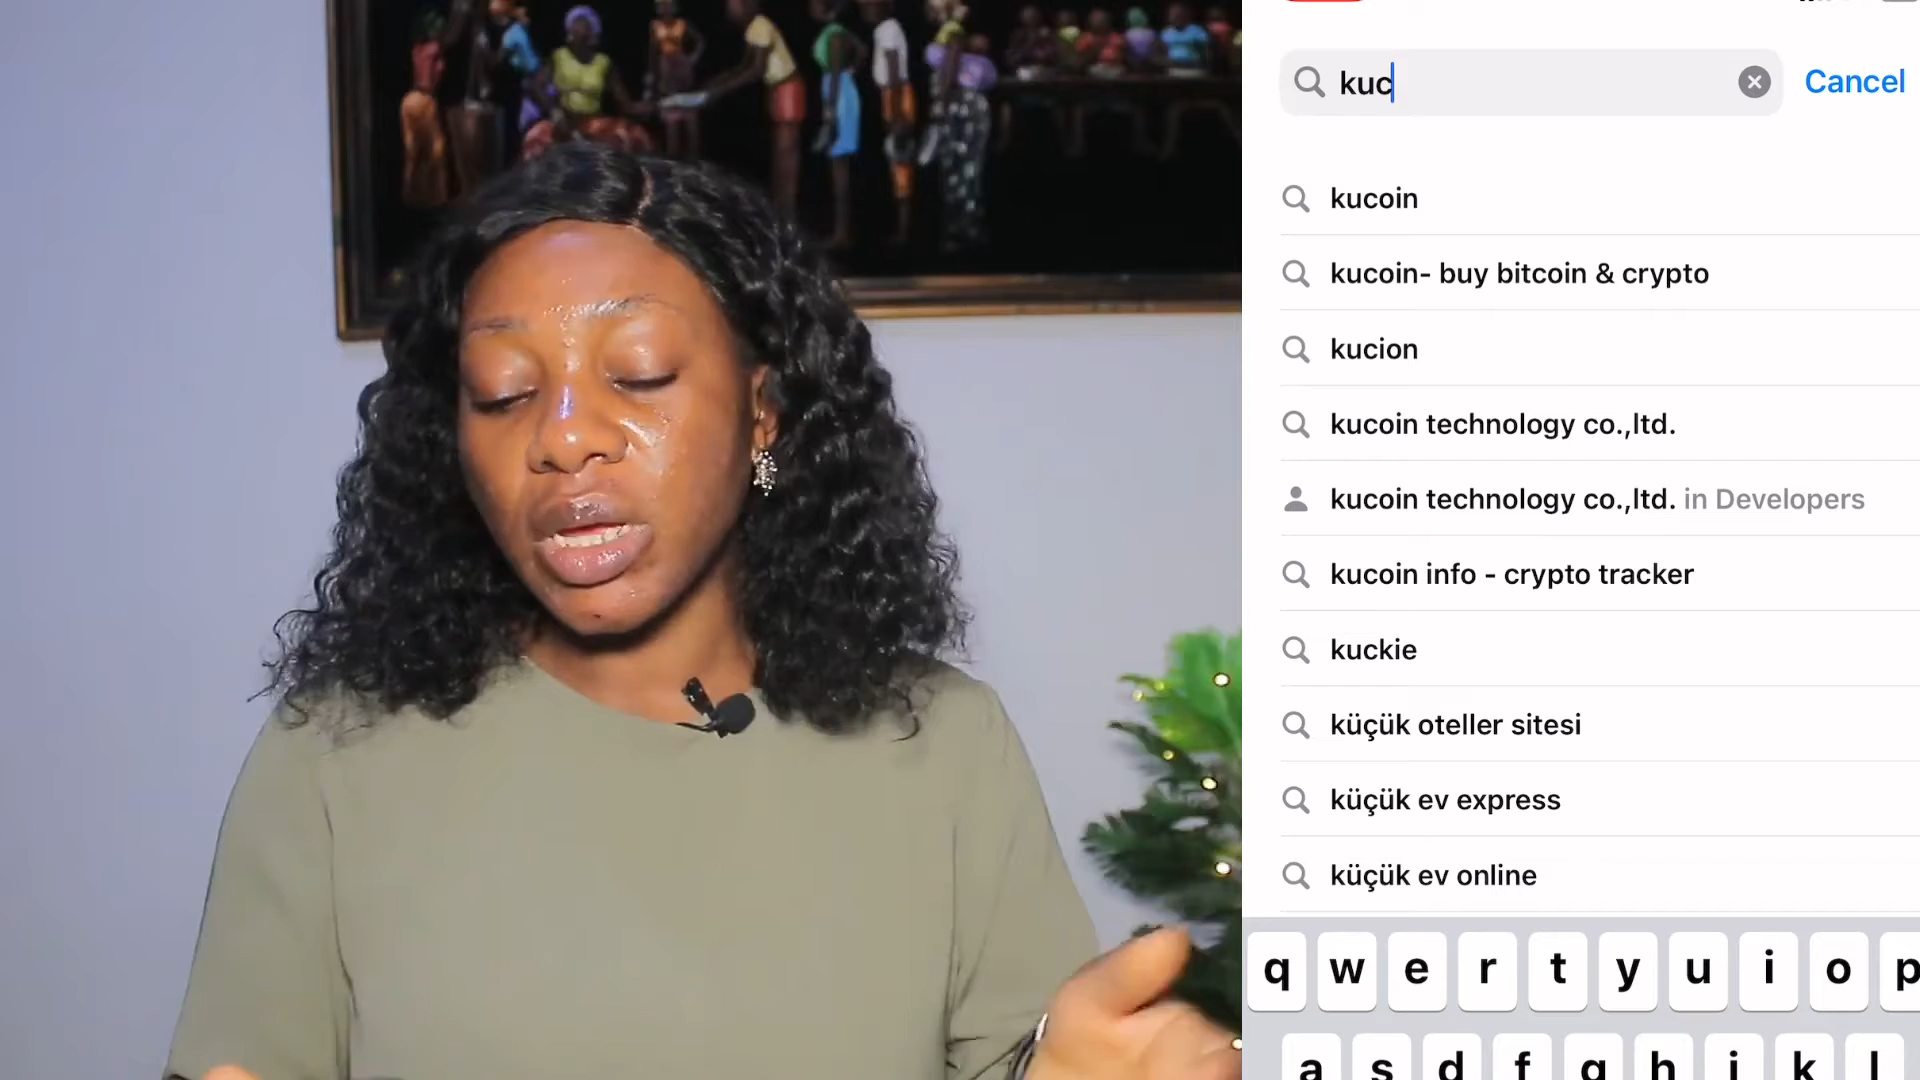 kuc
Cancel
kucoin
kucoin- buy bitcoin & crypto
kucion
kucoin technology co.,ltd.
kucoin technology co.,ltd. in Developers
kucoin info - crypto tracker
kuckie
küçük oteller sitesi
küçük ev express
küçük ev online
q w e r t y u i o p
a s d f g h j k l